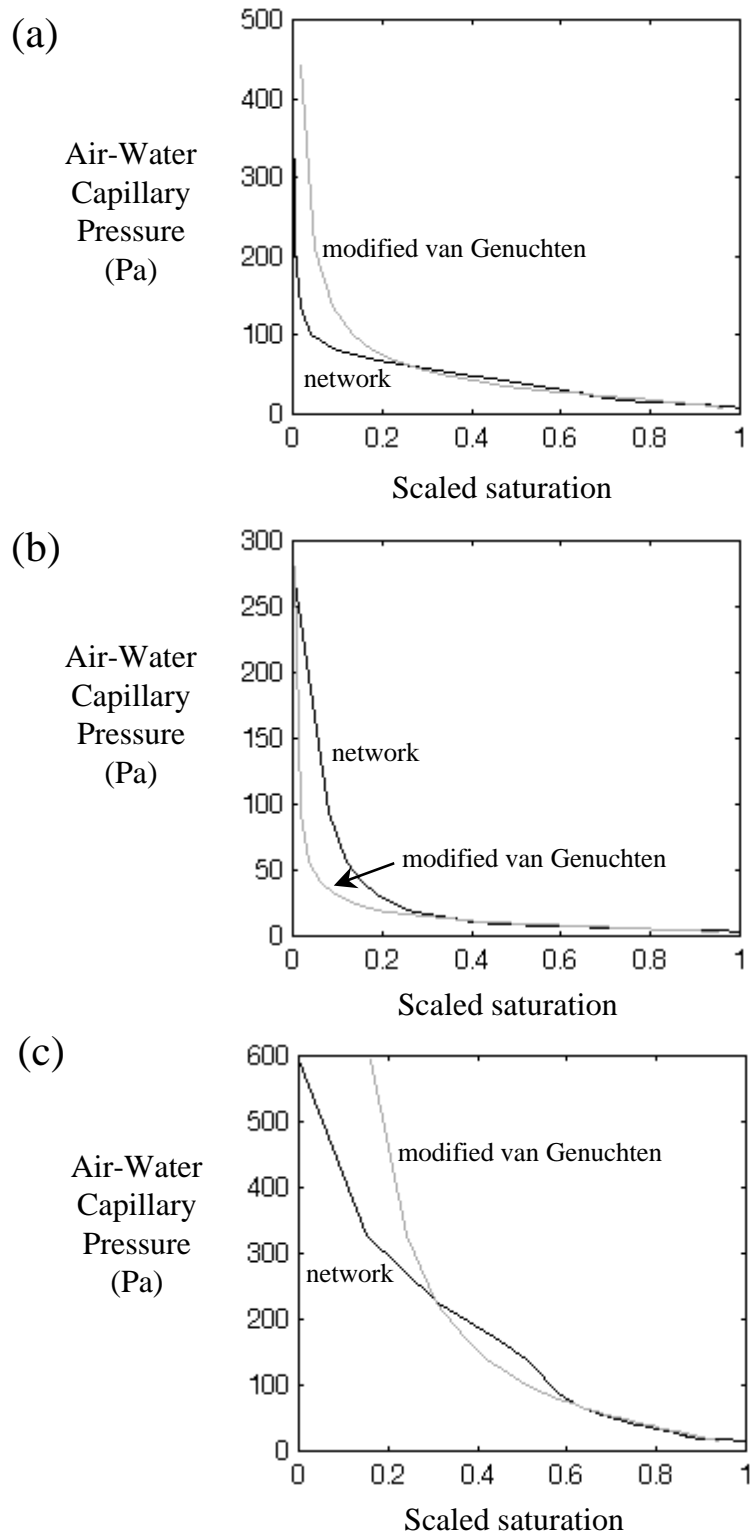 (a)
500
400
300
200
100
0
Air-Water
Capillary
Pressure
(Pa)
modified van Genuchten
network
0 0.2 0.4 0.6 0.8 1
Scaled saturation
(b)
300
250
200
150
100
50
0
Air-Water
Capillary
Pressure
(Pa)
network
modified van Genuchten
0 0.2 0.4 0.6 0.8 1
Scaled saturation
(c)
600
500
400
300
200
100
0
Air-Water
Capillary
Pressure
(Pa)
modified van Genuchten
network
0 0.2 0.4 0.6 0.8 1
Scaled saturation